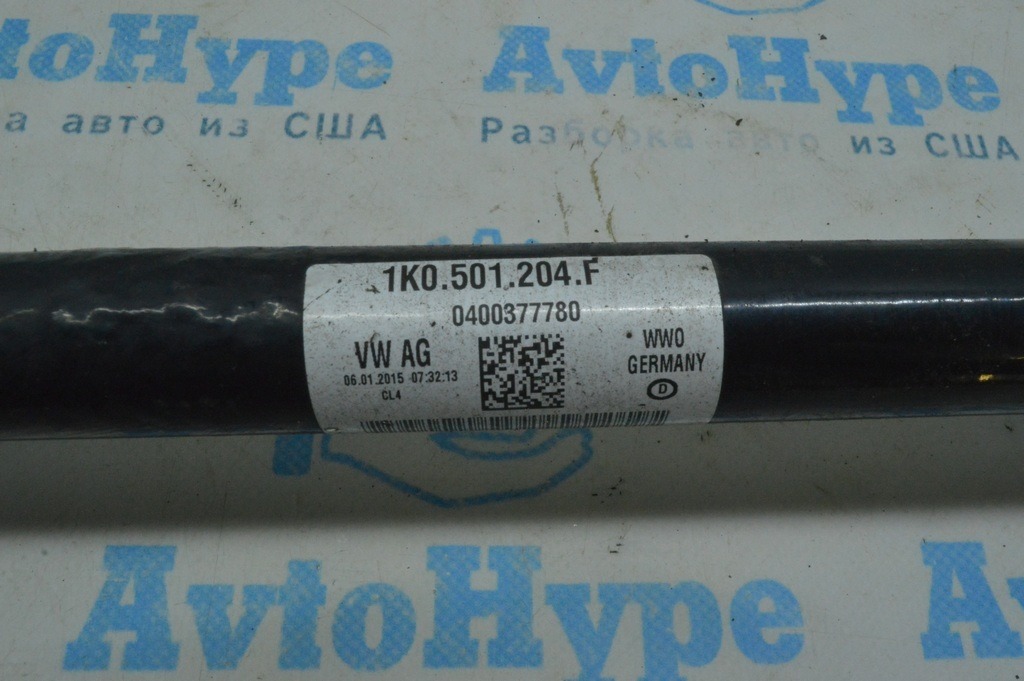 AvtoHype
AvtoHype
а авто из США
Разборка авто из США
1K0.501.204.F
0400377780
VW AG
WWO
GERMANY
06.01.2015 07:32:13
CL4
D
AvtoHype